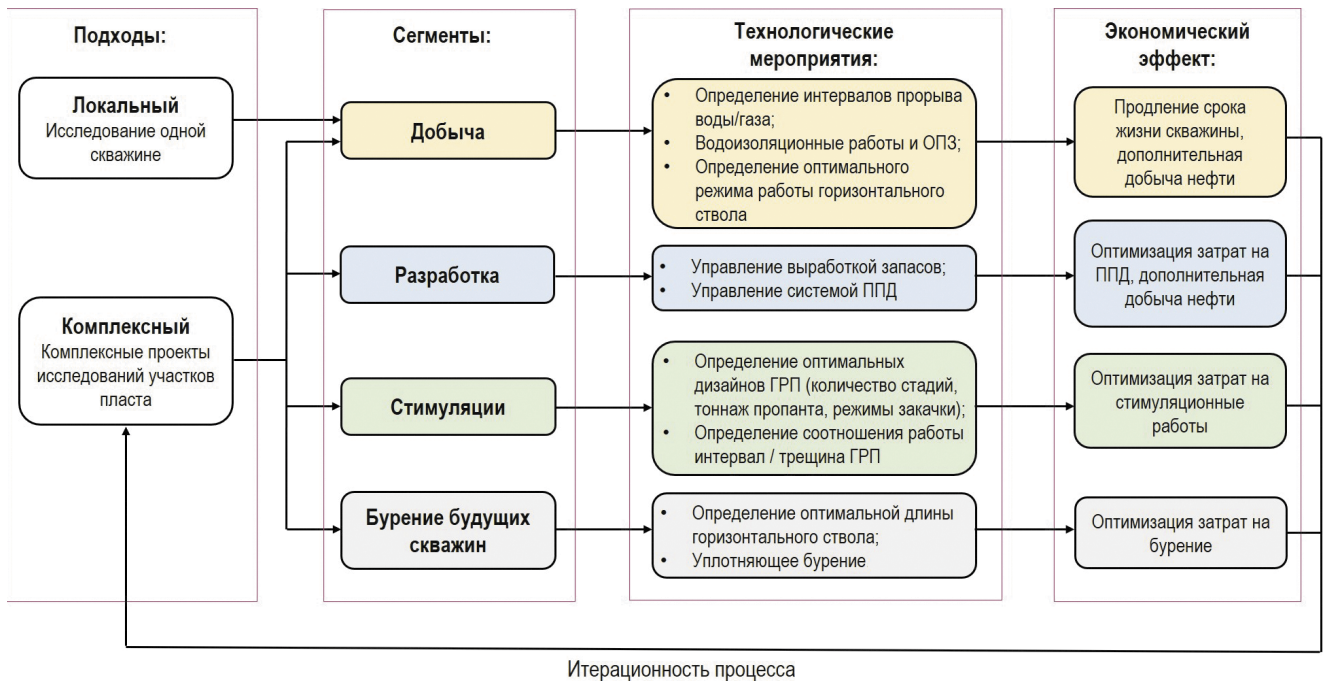 Подходы:
Локальный
Исследование одной
скважине
Комплексный
Комплексные проекты
исследований участков
пласта
Сегменты:
Добыча
Разработка
Стимуляции
Бурение будущих
скважин
Технологические
мероприятия:
• Определение интервалов прорыва
воды/газа;
• Водоизоляционные работы и ОПЗ;
• Определение оптимального
режима работы горизонтального
ствола
• Управление выработкой запасов;
• Управление системой ППД
• Определение оптимальных
дизайнов ГРП (количество стадий,
тоннаж пропанта, режимы закачки);
• Определение соотношения работы
интервал / трещина ГРП
• Определение оптимальной длины
горизонтального ствола;
• Уплотняющее бурение
Экономический
эффект:
Продление срока
жизни скважины,
дополнительная
добыча нефти
Оптимизация затрат на
ППД, дополнительная
добыча нефти
Оптимизация затрат на
стимуляционные
работы
Оптимизация затрат на
бурение
Итерационность процесса